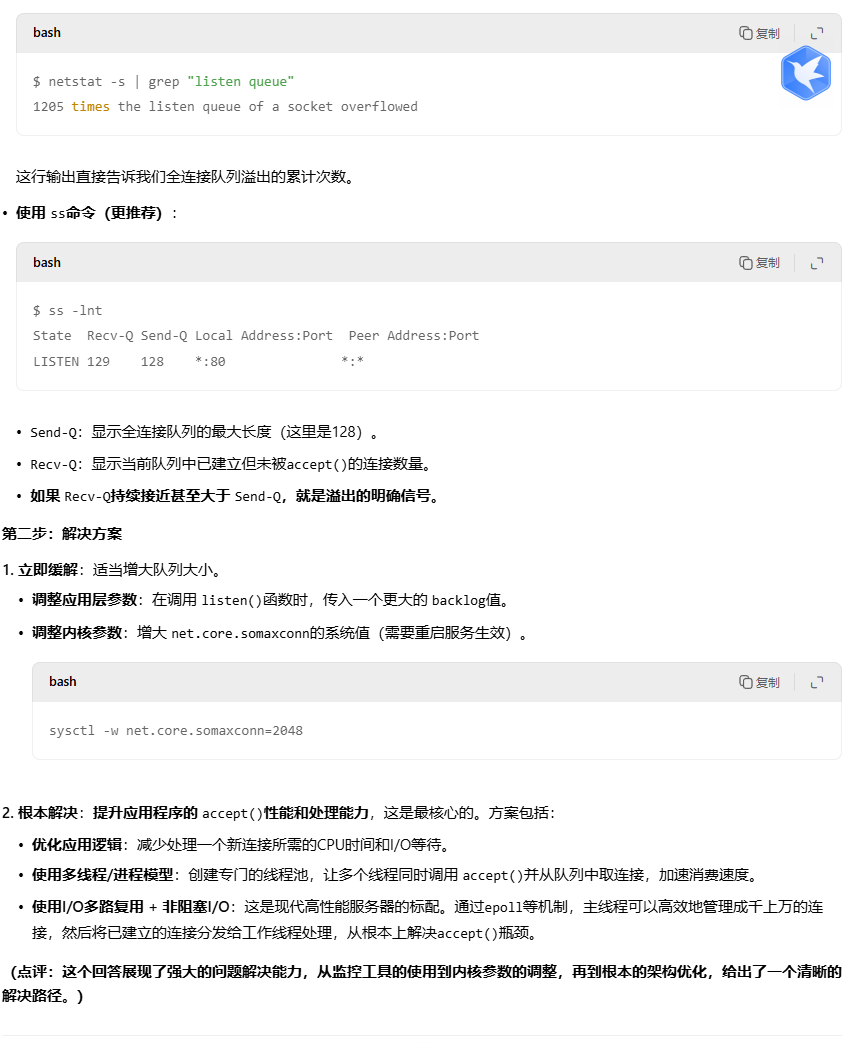 bash
复制
$ netstat -s | grep "listen queue"
1205 times the listen queue of a socket overflowed
这行输出直接告诉我们全连接队列溢出的累计次数。
• 使用 ss命令（更推荐）：
bash
复制
$ ss -lnt
State  Recv-Q Send-Q Local Address:Port  Peer Address:Port
LISTEN 129    128    *:80               *:*
• Send-Q：显示全连接队列的最大长度（这里是128）。
• Recv-Q：显示当前队列中已建立但未被accept()的连接数量。
• 如果 Recv-Q持续接近甚至大于 Send-Q，就是溢出的明确信号。
第二步：解决方案
1. 立即缓解：适当增大队列大小。
• 调整应用层参数：在调用 listen()函数时，传入一个更大的 backlog值。
• 调整内核参数：增大 net.core.somaxconn的系统值（需要重启服务生效）。
bash
复制
sysctl -w net.core.somaxconn=2048
2. 根本解决：提升应用程序的 accept()性能和处理能力，这是最核心的。方案包括：
• 优化应用逻辑：减少处理一个新连接所需的CPU时间和I/O等待。
• 使用多线程/进程模型：创建专门的线程池，让多个线程同时调用 accept()并从队列中取连接，加速消费速度。
• 使用I/O多路复用 + 非阻塞I/O：这是现代高性能服务器的标配。通过epoll等机制，主线程可以高效地管理成千上万的连
接，然后将已建立的连接分发给工作线程处理，从根本上解决accept()瓶颈。
（点评：这个回答展现了强大的问题解决能力，从监控工具的使用到内核参数的调整，再到根本的架构优化，给出了一个清晰的
解决路径。）